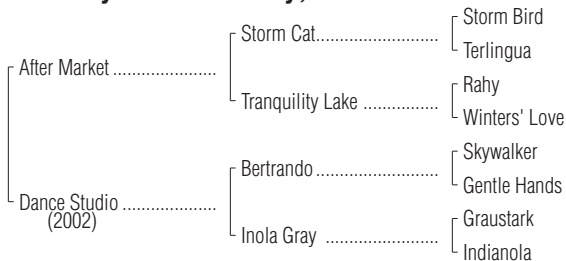 Storm Bird
Storm Cat........................
Terlingua
After Market .....................
Rahy
Tranquility Lake ...............
Winters' Love
Skywalker
Bertrando........................
Gentle Hands
Dance Studio ...................
(2002)
Graustark
Inola Gray ......................
Indianola